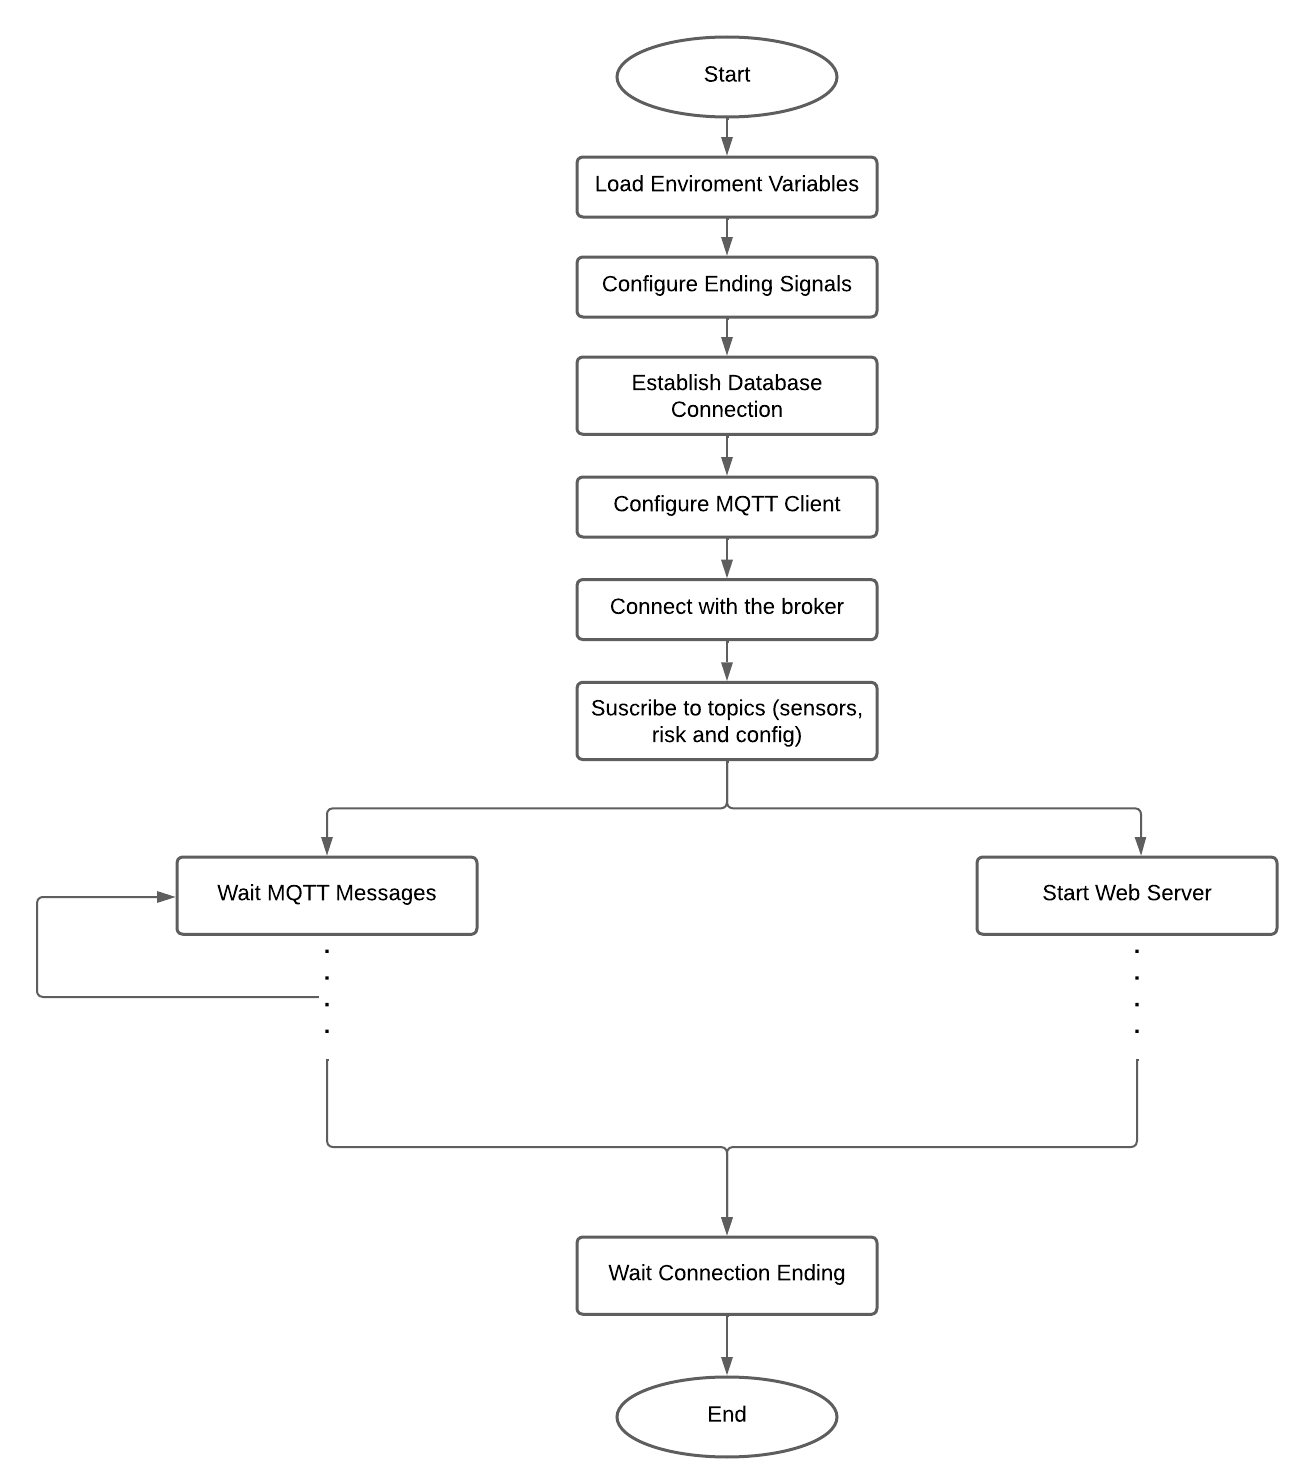 Start
Load Enviroment Variables
Configure Ending Signals
Establish Database
Connection
Configure MQTT Client
Connect with the broker
Suscribe to topics (sensors,
risk and config)
Wait MQTT Messages
Start Web Server
Wait Connection Ending
End